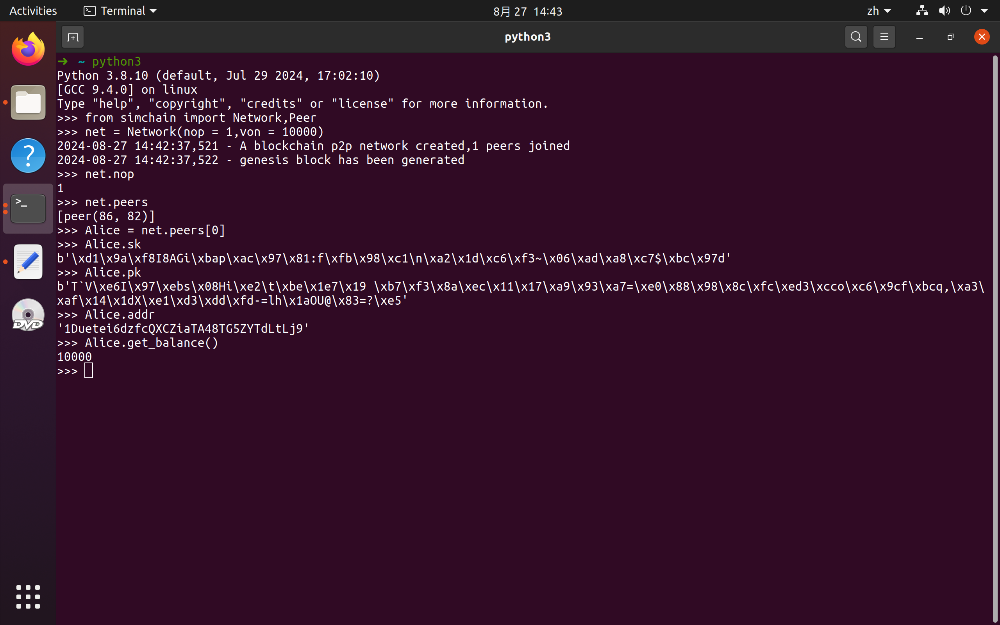 Activities
Terminal
8月 27 14:43
zh
python3
➜ ~ python3
Python 3.8.10 (default, Jul 29 2024, 17:02:10)
[GCC 9.4.0] on linux
Type "help", "copyright", "credits" or "license" for more information.
>>> from simchain import Network,Peer
>>> net = Network(nop = 1,von = 10000)
2024-08-27 14:42:37,521 - A blockchain p2p network created,1 peers joined
2024-08-27 14:42:37,522 - genesis block has been generated
>>> net.nop
1
>>> net.peers
[peer(86, 82)]
>>> Alice = net.peers[0]
>>> Alice.sk
b'\xd1\x9a\xf8I8AGi\xbap\xac\x97\x81:f\xfb\x98\xc1\n\xa2\x1d\xc6\xf3~\x06\xad\xa8\xc7$\xbc\x97d'
>>> Alice.pk
b'T`V\xe6I\x97\xebs\x08Hi\xe2\t\xbe\x1e7\x19 \xb7\xf3\x8a\xec\x11\x17\xa9\x93\xa7=\xe0\x88\x98\x8c\xfc\xed3\xcco\xc6\x9cf\xbcq,\xa3\
xaf\x14\x1dX\xe1\xd3\xdd\xfd-=lh\x1aOU@\x83=?\xe5'
>>> Alice.addr
'1Duetei6dzfcQXCZiaTA48TG5ZYTdLtLj9'
>>> Alice.get_balance()
10000
>>>
DVD